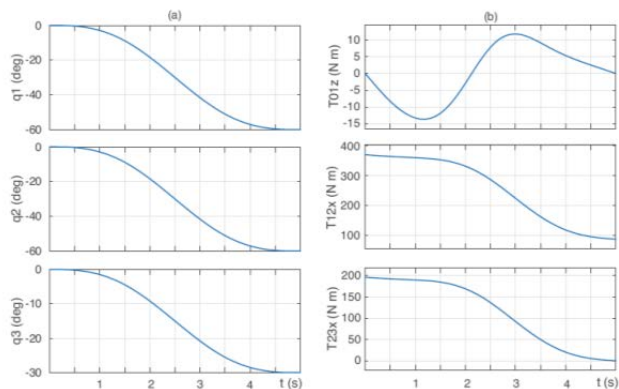 (a)
0
-20
-40
-60
q1 (deg)
0
-20
-40
-60
q2 (deg)
0
-10
-20
-30
q3 (deg)
1 2 3 4 t (s)
(b)
10
5
0
-5
-10
-15
T01z (N m)
400
300
200
100
T12x (N m)
200
150
100
50
0
T23x (N m)
1 2 3 4 t (s)